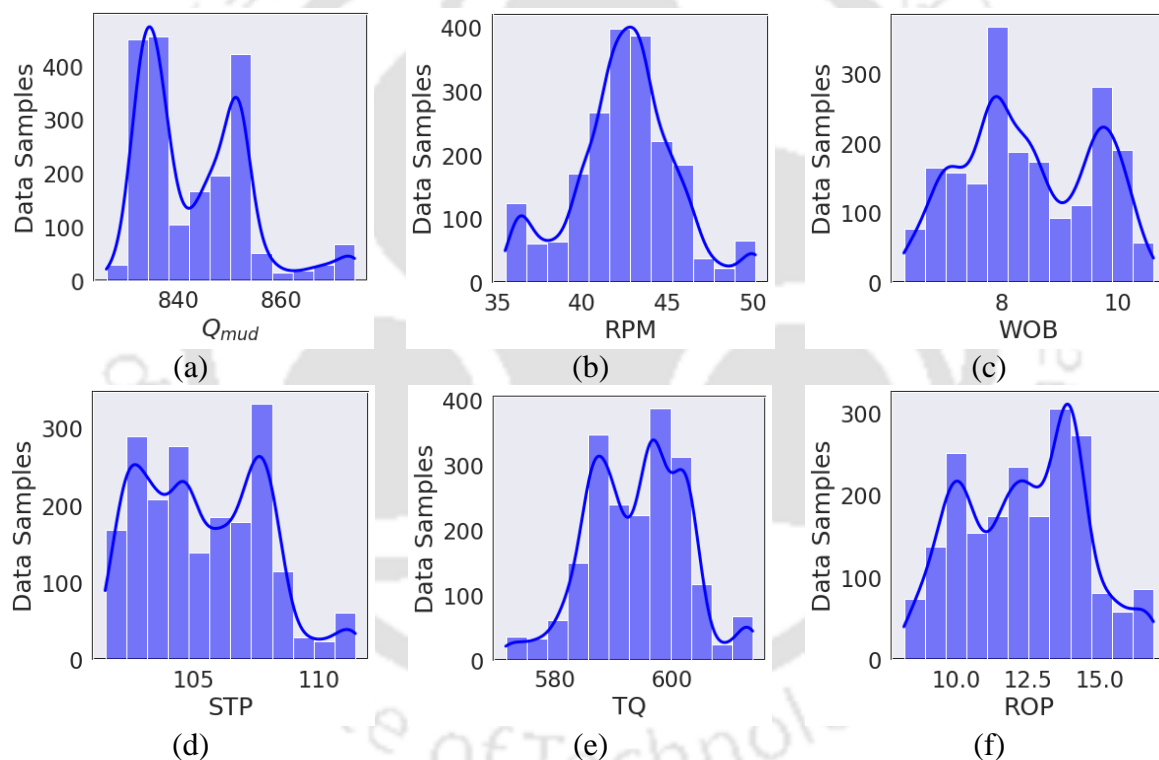 Data Samples
400
300
200
100
0
840
860
Q_mud
(a)
Data Samples
400
300
200
100
0
35
40
45
50
RPM
(b)
Data Samples
300
200
100
0
8
10
WOB
(c)
Data Samples
300
200
100
0
105
110
STP
(d)
Data Samples
400
300
200
100
0
580
600
TQ
(e)
Data Samples
300
200
100
0
10.0
12.5
15.0
ROP
(f)
of Technol